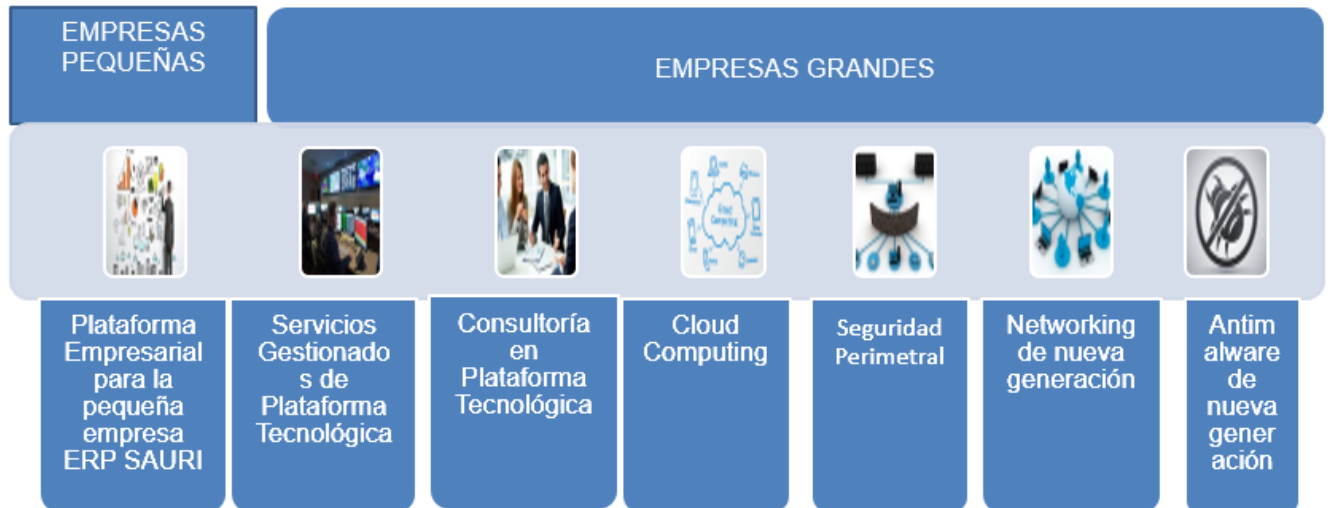 EMPRESAS
PEQUEÑAS
EMPRESAS GRANDES
Plataforma
Empresarial
para la
pequeña
empresa
ERP SAURI
Servicios
Gestionado
s de
Plataforma
Tecnológica
Consultoría
en
Plataforma
Tecnológica
Cloud
Computing
Seguridad
Perimetral
Networking
de nueva
generación
Antim
alware
de
nueva
gener
ación